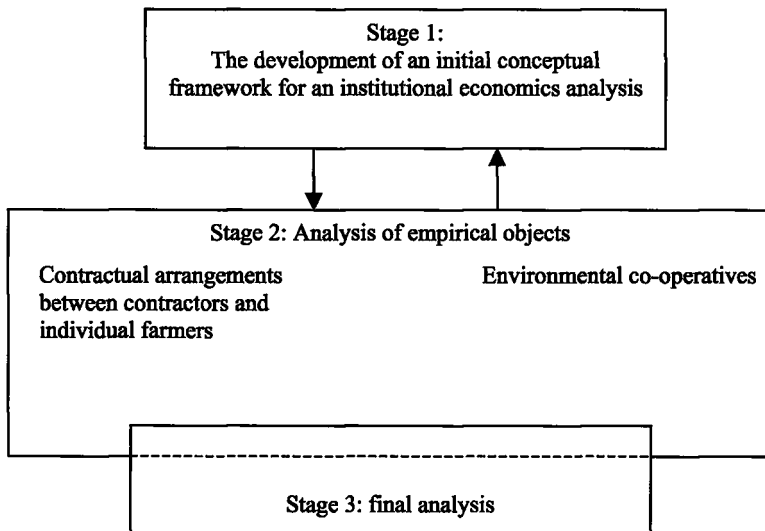 Stage 1:
The development of an initial conceptual
framework for an institutional economics analysis
Stage 2: Analysis of empirical objects
Contractual arrangements
between contractors and
individual farmers
Environmental co-operatives
Stage 3: final analysis